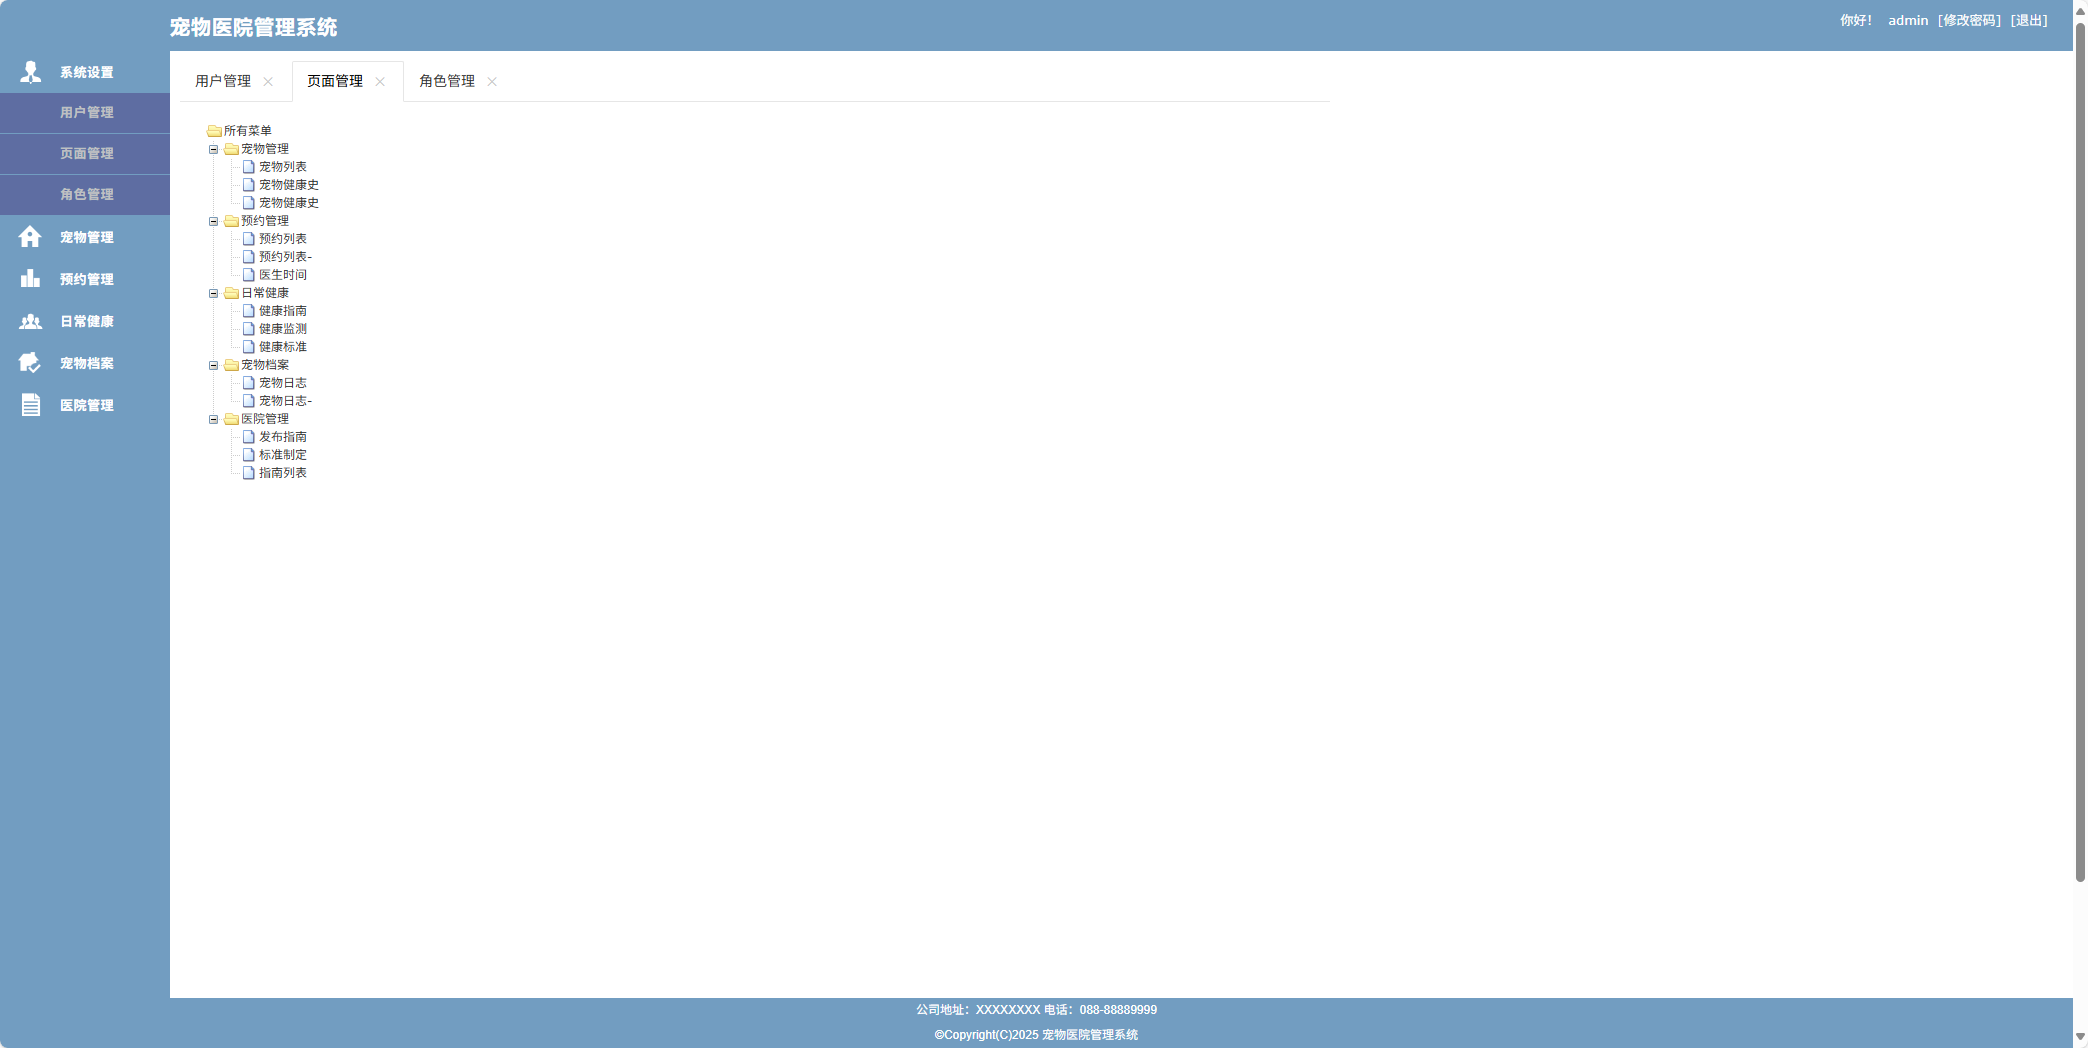 宠物医院管理系统
你好！ admin [修改密码] [退出]
系统设置
用户管理
页面管理
角色管理
宠物管理
预约管理
日常健康
宠物档案
医院管理
用户管理 页面管理 角色管理
所有菜单
宠物管理
宠物列表
宠物健康史
宠物健康史
预约管理
预约列表
预约列表-
医生时间
日常健康
健康指南
健康监测
健康标准
宠物档案
宠物日志
宠物日志-
医院管理
发布指南
标准制定
指南列表
公司地址：XXXXXXXX 电话：088-88889999
©Copyright(C)2025 宠物医院管理系统